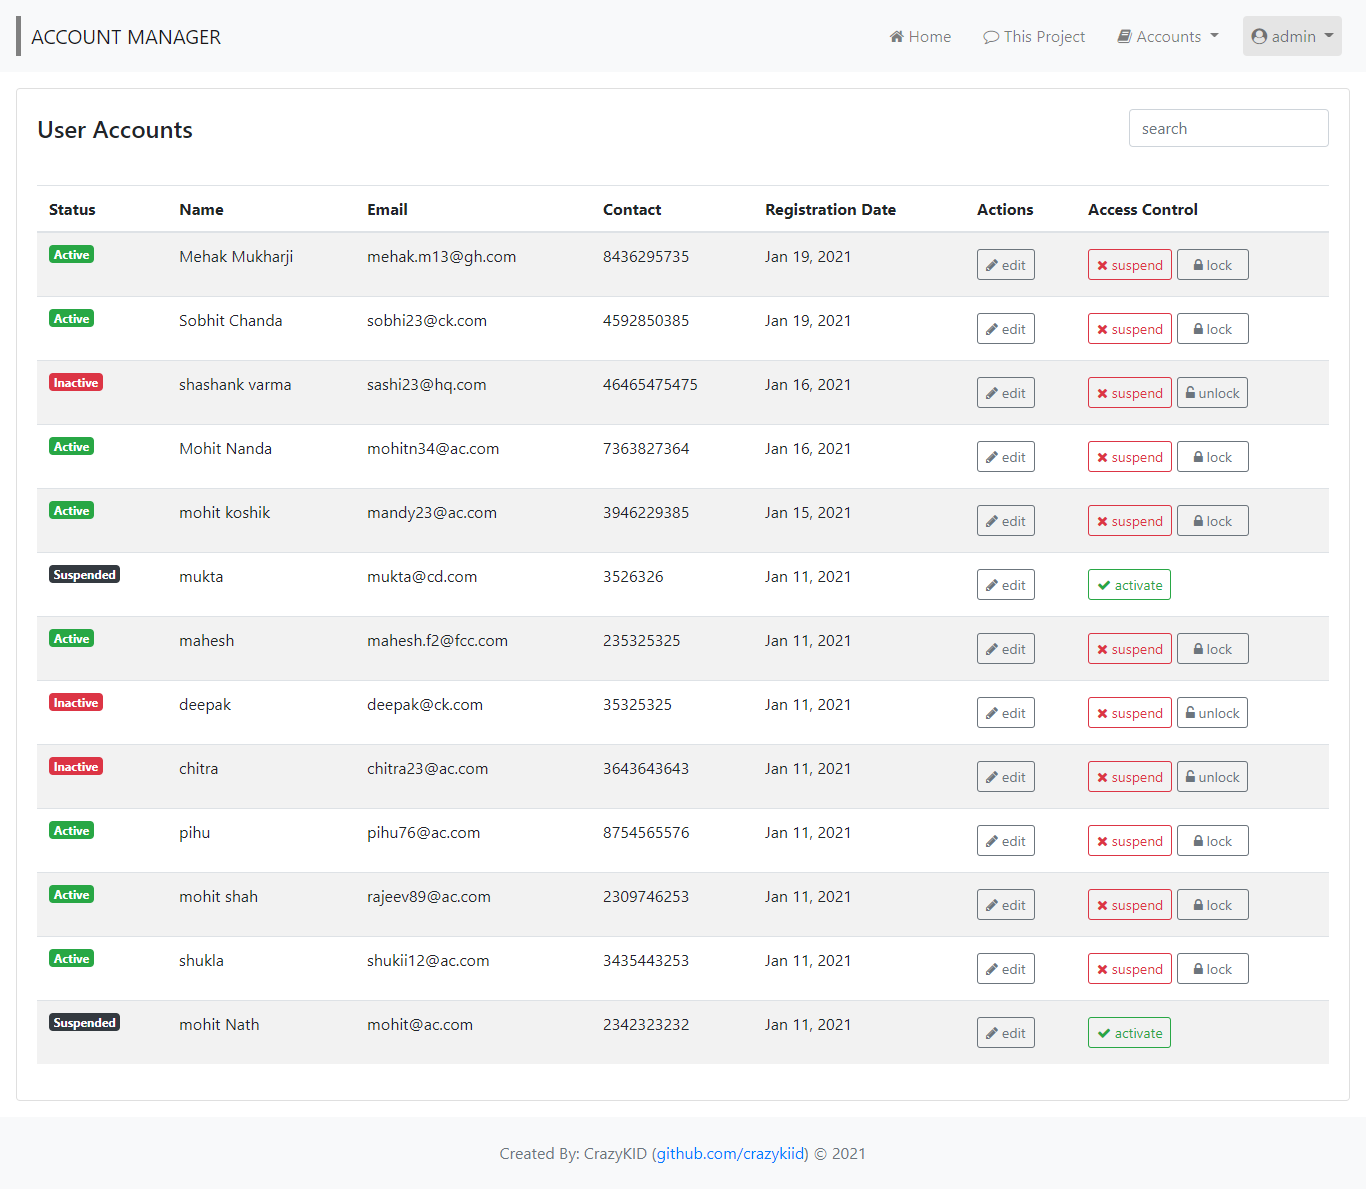 ACCOUNT MANAGER Home This Project Accounts admin
User Accounts search
Status Name Email Contact Registration Date Actions Access Control
Active Mehak Mukharji mehak.m13@gh.com 8436295735 Jan 19, 2021 edit suspend lock
Active Sobhit Chanda sobhi23@ck.com 4592850385 Jan 19, 2021 edit suspend lock
Inactive shashank varma sashi23@hq.com 46465475475 Jan 16, 2021 edit suspend unlock
Active Mohit Nanda mohitn34@ac.com 7363827364 Jan 16, 2021 edit suspend lock
Active mohit koshik mandy23@ac.com 3946229385 Jan 15, 2021 edit suspend lock
Suspended mukta mukta@cd.com 3526326 Jan 11, 2021 edit activate
Active mahesh mahesh.f2@fcc.com 235325325 Jan 11, 2021 edit suspend lock
Inactive deepak deepak@ck.com 35325325 Jan 11, 2021 edit suspend unlock
Inactive chitra chitra23@ac.com 3643643643 Jan 11, 2021 edit suspend unlock
Active pihu pihu76@ac.com 8754565576 Jan 11, 2021 edit suspend lock
Active mohit shah rajeev89@ac.com 2309746253 Jan 11, 2021 edit suspend lock
Active shukla shukii12@ac.com 3435443253 Jan 11, 2021 edit suspend lock
Suspended mohit Nath mohit@ac.com 2342323232 Jan 11, 2021 edit activate
Created By: CrazyKID (github.com/crazykiid) © 2021